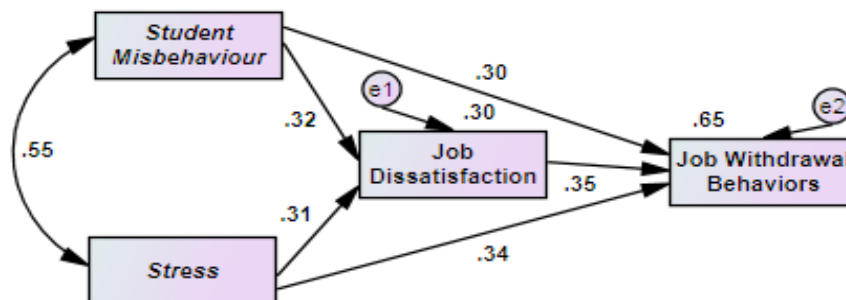 Student
Misbehaviour
.30
e1
e2
.32
.30
.65
.55
Job
Dissatisfaction
Job Withdrawal
Behaviors
.35
.31
.34
Stress